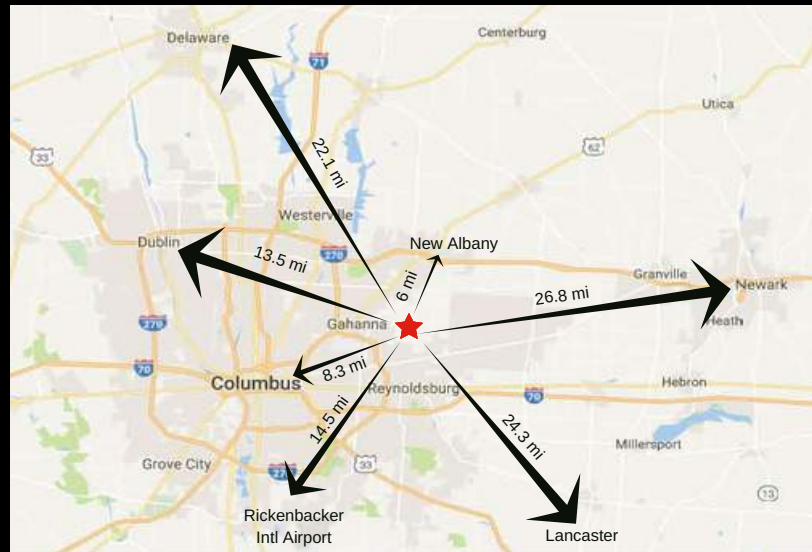 Delaware
Centerburg
71
Utica
33
62
22.1 mi
Westerville
Dublin
New Albany
13.5 mi
270
Granville
6 mi
26.8 mi
Newark
Gahanna
270
Heath
8.3 mi
70
Columbus
Reynoldsburg
Hebron
70
14.5 mi
24.3 mi
Millersport
Grove City
33
270
13
Rickenbacker
Intl Airport
Lancaster